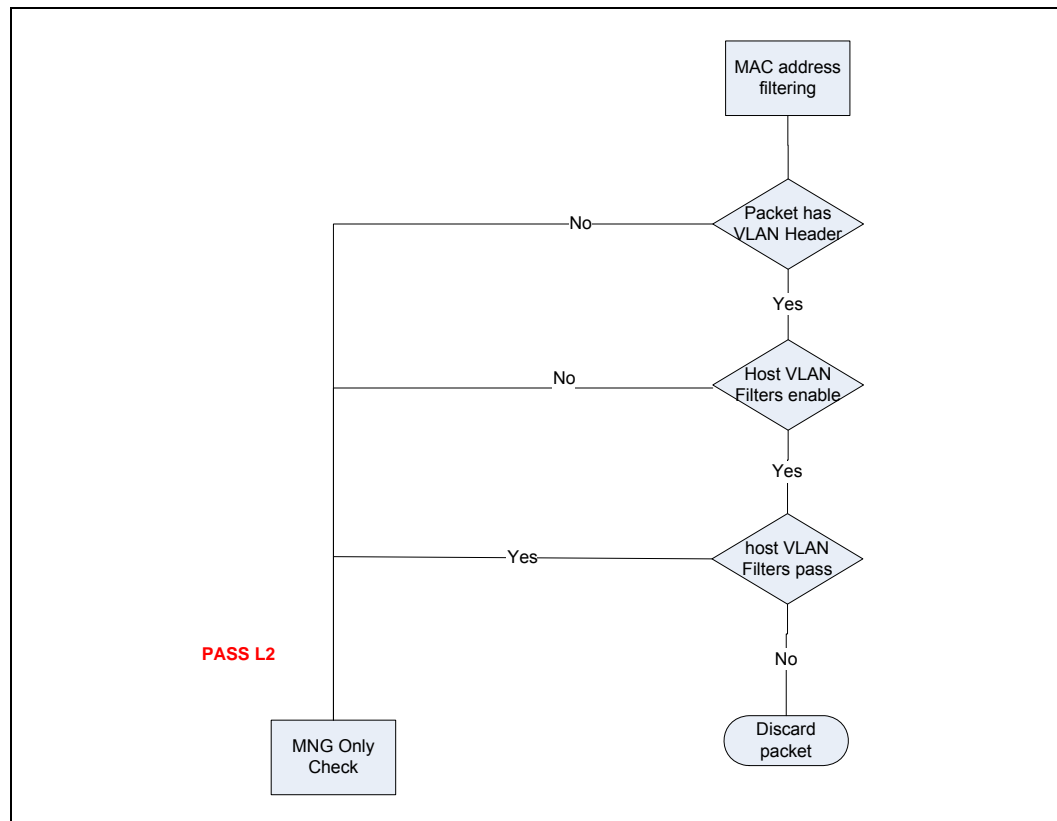 MAC address
filtering
Packet has
VLAN Header
No
Yes
Host VLAN
Filters enable
No
Yes
host VLAN
Filters pass
Yes
No
PASS L2
MNG Only
Check
Discard
packet